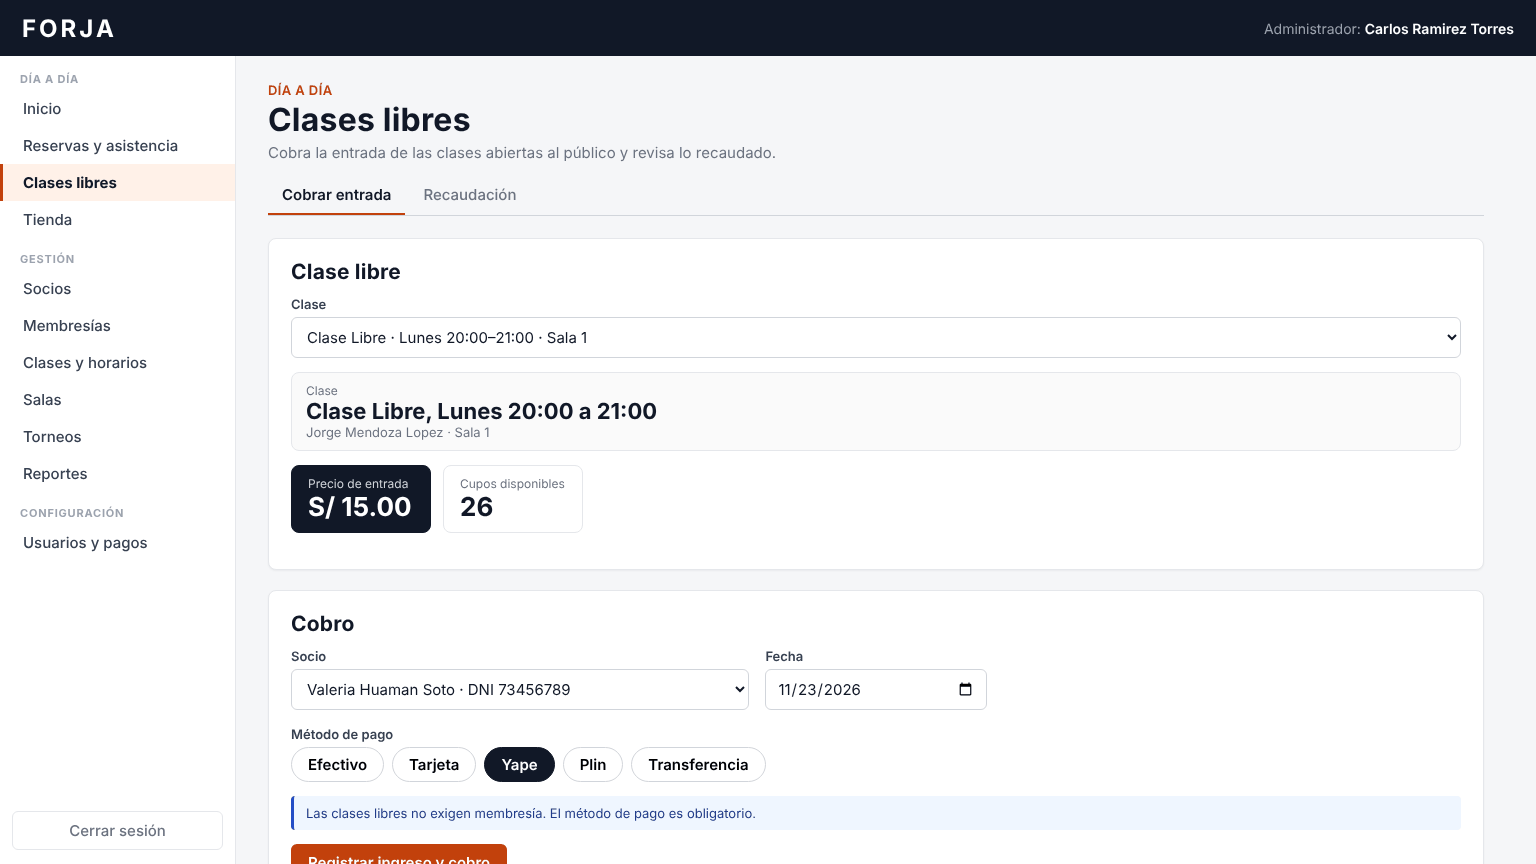 FORJA
Administrador: Carlos Ramirez Torres
DÍA A DÍA
Inicio
Reservas y asistencia
Clases libres
Tienda
GESTIÓN
Socios
Membresías
Clases y horarios
Salas
Torneos
Reportes
CONFIGURACIÓN
Usuarios y pagos
Cerrar sesión
DÍA A DÍA
Clases libres
Cobra la entrada de las clases abiertas al público y revisa lo recaudado.
Cobrar entrada Recaudación
Clase libre
Clase
Clase Libre · Lunes 20:00–21:00 · Sala 1
Clase
Clase Libre, Lunes 20:00 a 21:00
Jorge Mendoza Lopez · Sala 1
Precio de entrada
S/ 15.00
Cupos disponibles
26
Cobro
Socio
Valeria Huaman Soto · DNI 73456789
Fecha
11/23/2026
Método de pago
Efectivo Tarjeta Yape Plin Transferencia
Las clases libres no exigen membresía. El método de pago es obligatorio.
Registrar ingreso y cobro